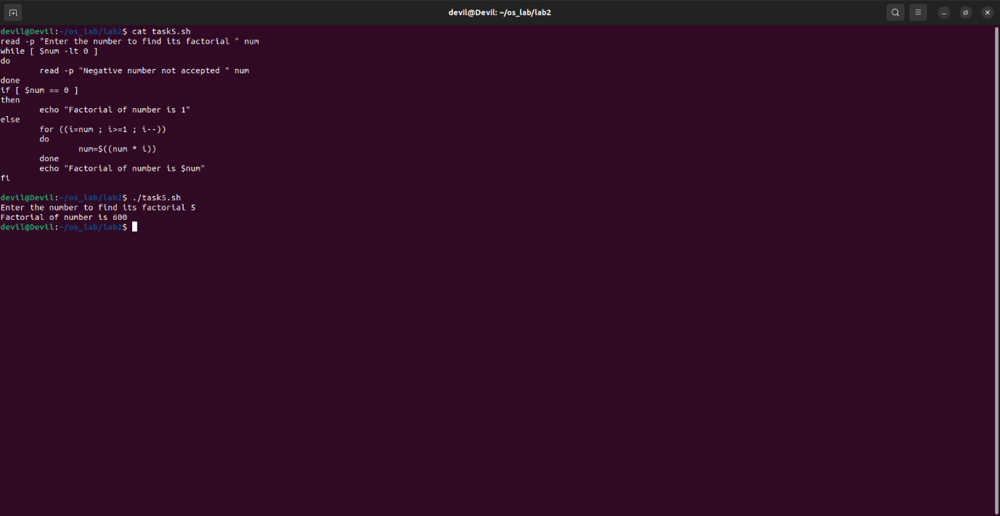 devil@Devil: ~/os_lab/lab2
devil@Devil:~/os_lab/lab2$ cat task5.sh
read -p "Enter the number to find its factorial " num
while [ $num -lt 0 ]
do
        read -p "Negative number not accepted " num
done
if [ $num == 0 ]
then
        echo "Factorial of number is 1"
else
        for ((i=num ; i>=1 ; i--))
        do
                num=$((num * i))
        done
        echo "Factorial of number is $num"
fi

devil@Devil:~/os_lab/lab2$ ./task5.sh
Enter the number to find its factorial 5
Factorial of number is 600
devil@Devil:~/os_lab/lab2$